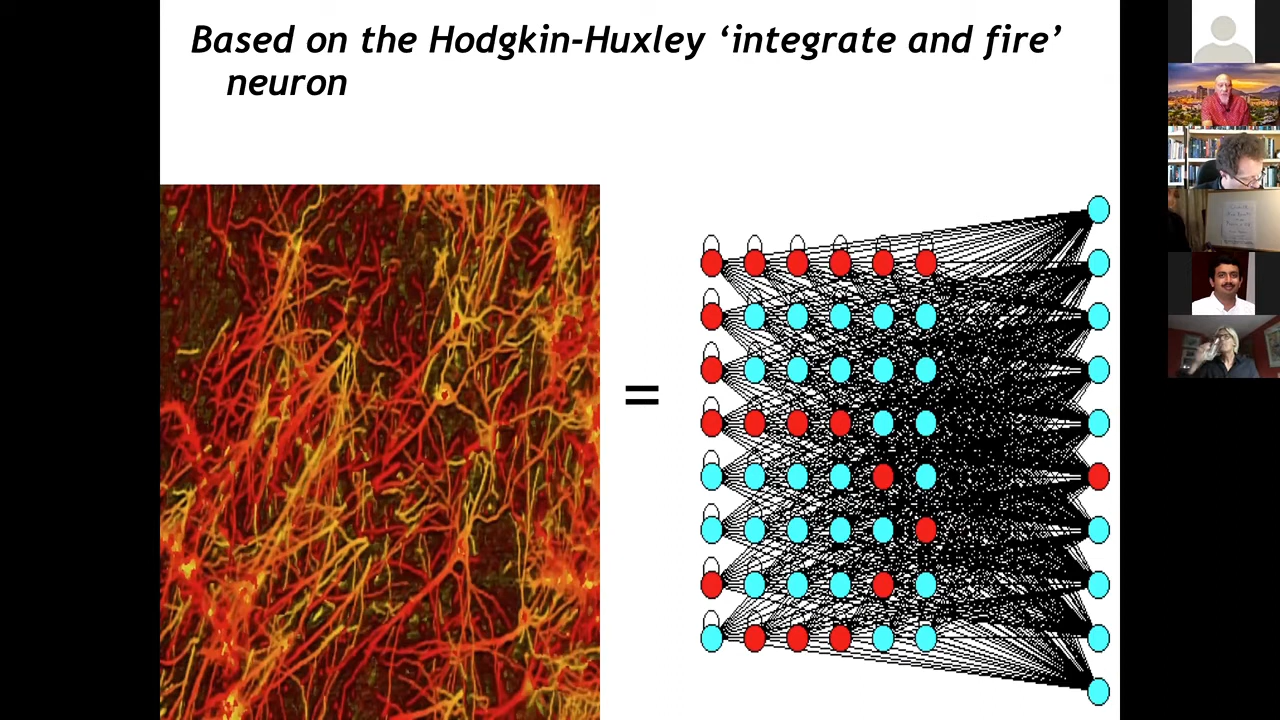 Based on the Hodgkin-Huxley ‘integrate and fire’
neuron
=